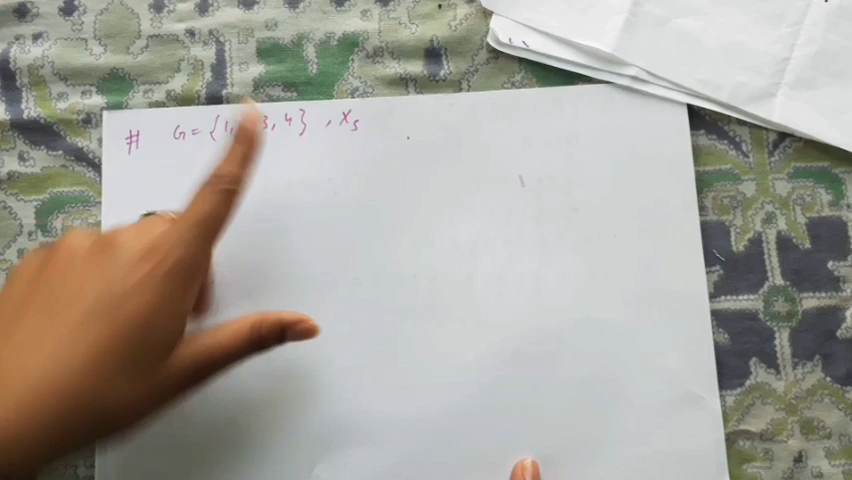 # G = {1, 3, 4} , X₅